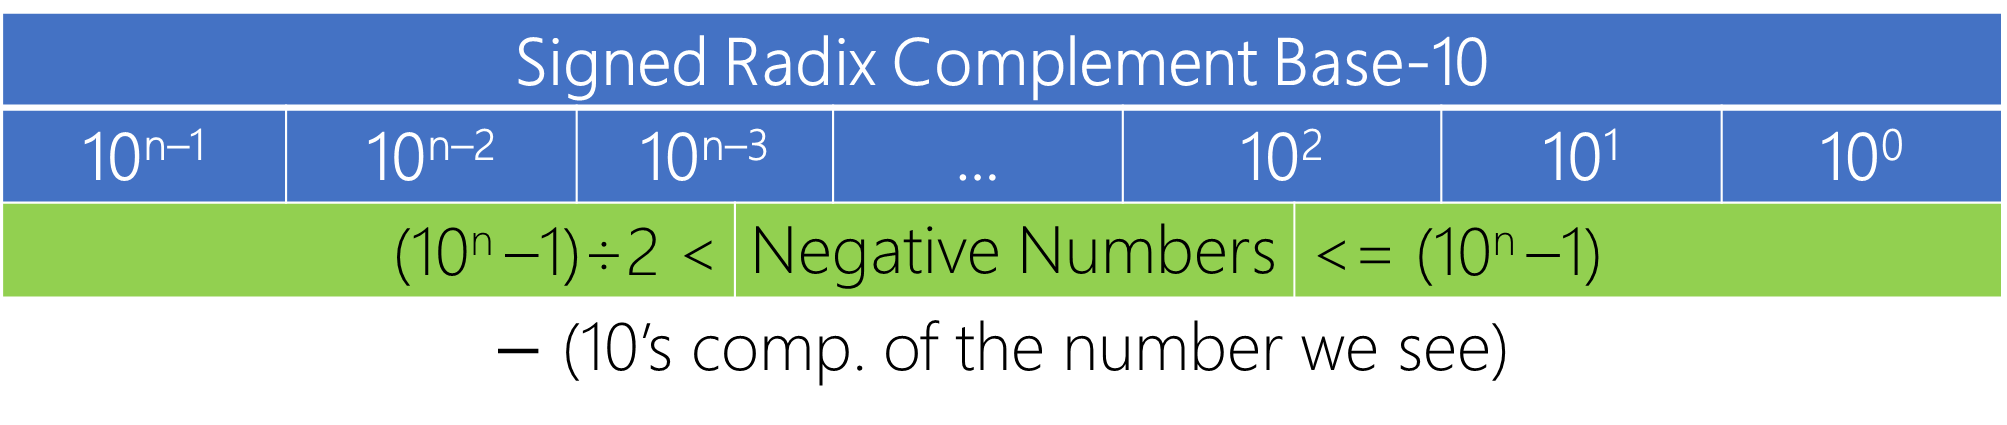 Signed Radix Complement Base-10
10ⁿ⁻¹ 10ⁿ⁻² 10ⁿ⁻³ ... 10² 10¹ 10⁰
(10ⁿ–1)÷2 < Negative Numbers <= (10ⁿ–1)
– (10’s comp. of the number we see)